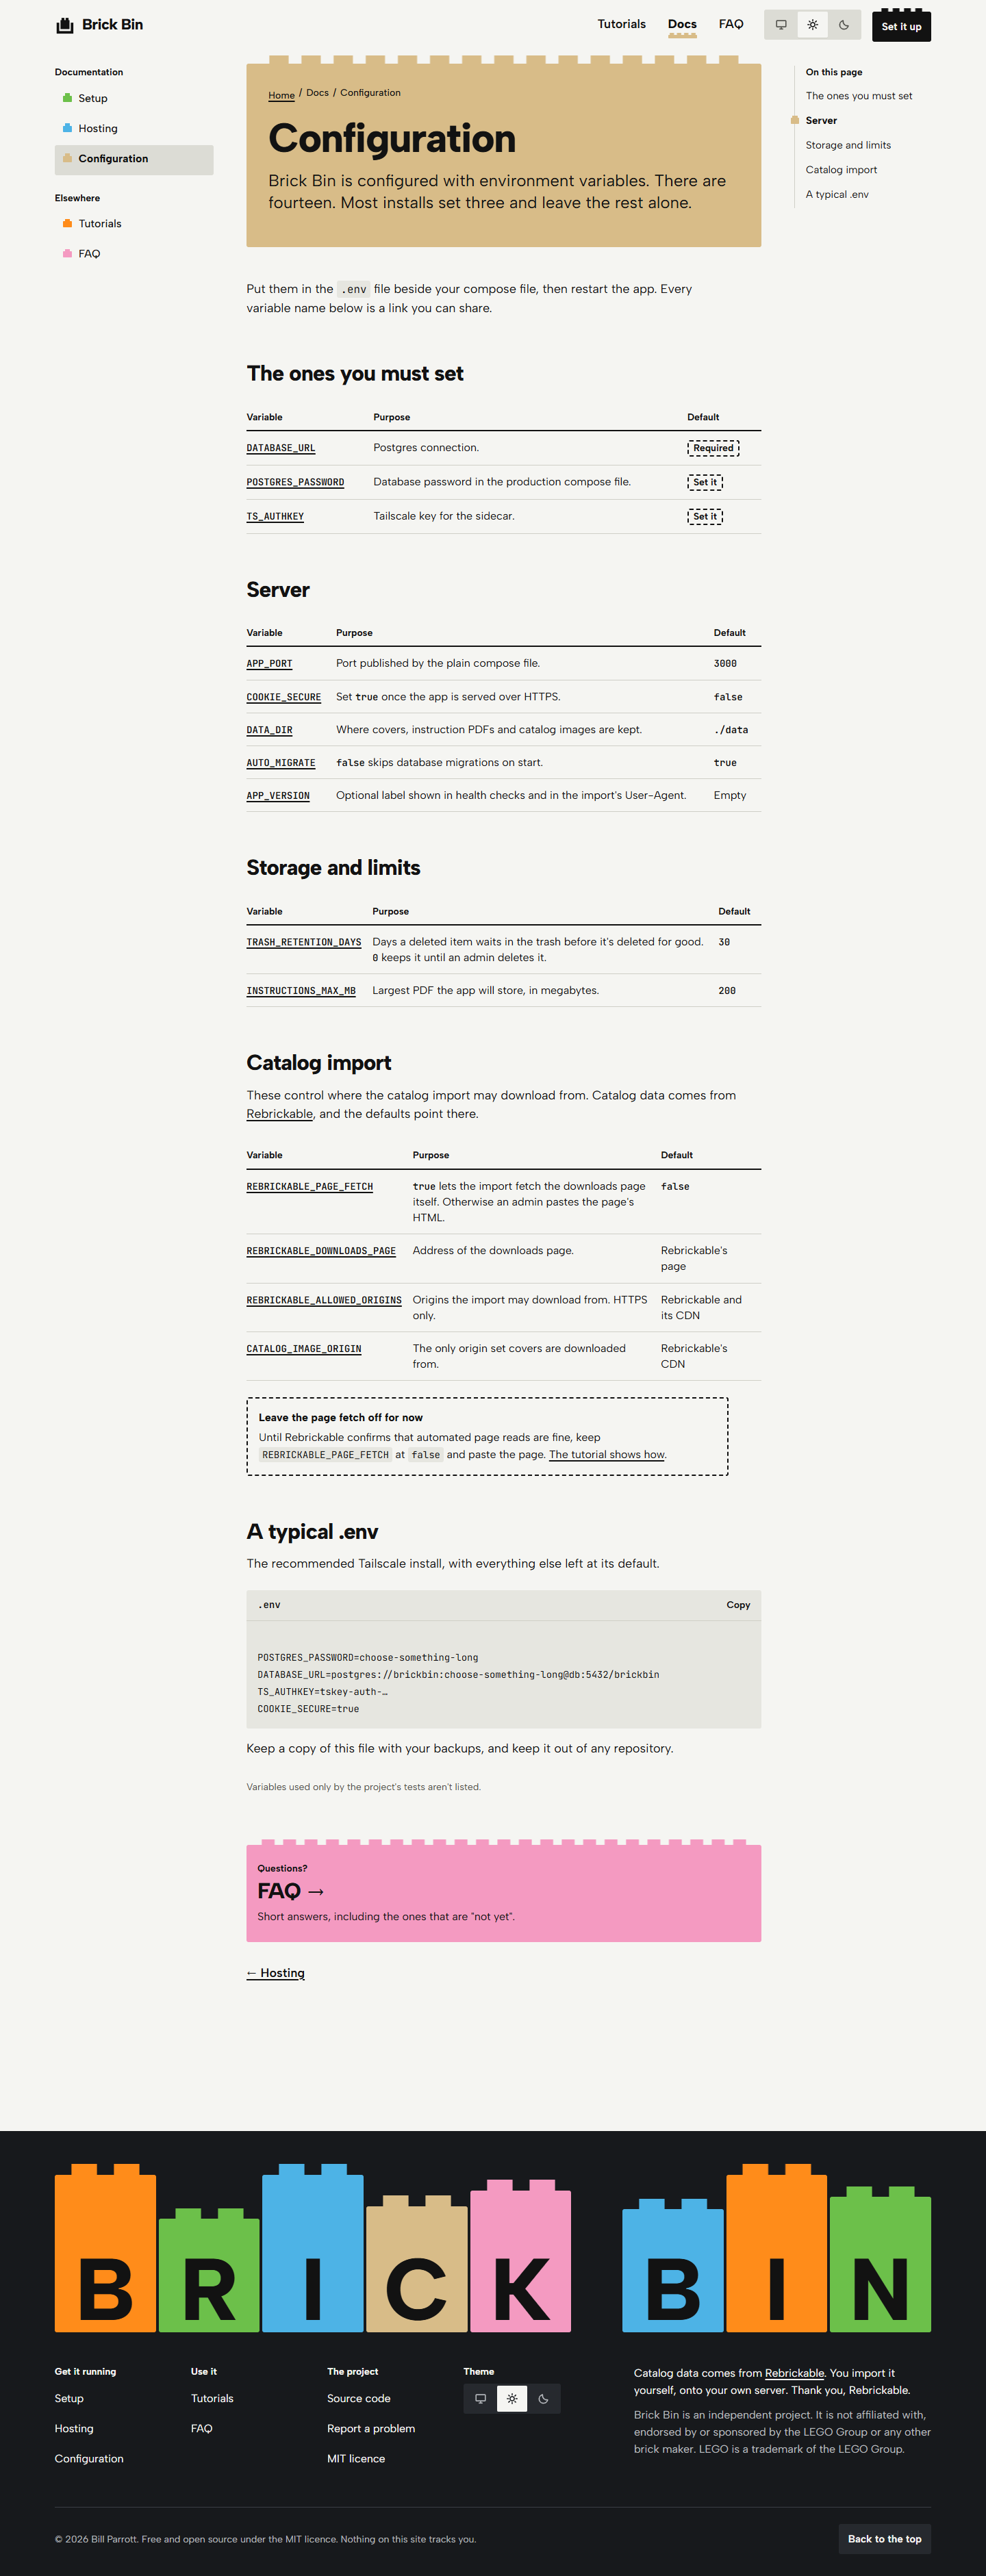 Brick Bin
Tutorials
Docs
FAQ
Set it up
Documentation
Setup
Hosting
Configuration
Elsewhere
Tutorials
FAQ
Home / Docs / Configuration
Configuration
Brick Bin is configured with environment variables. There are
fourteen. Most installs set three and leave the rest alone.
On this page
The ones you must set
Server
Storage and limits
Catalog import
A typical .env
Put them in the .env file beside your compose file, then restart the app. Every
variable name below is a link you can share.
The ones you must set
Variable Purpose Default
DATABASE_URL Postgres connection. Required
POSTGRES_PASSWORD Database password in the production compose file. Set it
TS_AUTHKEY Tailscale key for the sidecar. Set it
Server
Variable Purpose Default
APP_PORT Port published by the plain compose file. 3000
COOKIE_SECURE Set true once the app is served over HTTPS. false
DATA_DIR Where covers, instruction PDFs and catalog images are kept. ./data
AUTO_MIGRATE false skips database migrations on start. true
APP_VERSION Optional label shown in health checks and in the import's User-Agent. Empty
Storage and limits
Variable Purpose Default
TRASH_RETENTION_DAYS Days a deleted item waits in the trash before it's deleted for good. 30
0 keeps it until an admin deletes it.
INSTRUCTIONS_MAX_MB Largest PDF the app will store, in megabytes. 200
Catalog import
These control where the catalog import may download from. Catalog data comes from
Rebrickable, and the defaults point there.
Variable Purpose Default
REBRICKABLE_PAGE_FETCH true lets the import fetch the downloads page false
itself. Otherwise an admin pastes the page's
HTML.
REBRICKABLE_DOWNLOADS_PAGE Address of the downloads page. Rebrickable's
page
REBRICKABLE_ALLOWED_ORIGINS Origins the import may download from. HTTPS Rebrickable and
only. its CDN
CATALOG_IMAGE_ORIGIN The only origin set covers are downloaded Rebrickable's
from. CDN
Leave the page fetch off for now
Until Rebrickable confirms that automated page reads are fine, keep
REBRICKABLE_PAGE_FETCH at false and paste the page. The tutorial shows how.
A typical .env
The recommended Tailscale install, with everything else left at its default.
.env Copy
POSTGRES_PASSWORD=choose-something-long
DATABASE_URL=postgres://brickbin:choose-something-long@db:5432/brickbin
TS_AUTHKEY=tskey-auth-…
COOKIE_SECURE=true
Keep a copy of this file with your backups, and keep it out of any repository.
Variables used only by the project's tests aren't listed.
Questions?
FAQ →
Short answers, including the ones that are "not yet".
← Hosting
BRICK BIN
Get it running
Setup
Hosting
Configuration
Use it
Tutorials
FAQ
The project
Source code
Report a problem
MIT licence
Theme
Catalog data comes from Rebrickable. You import it
yourself, onto your own server. Thank you, Rebrickable.
Brick Bin is an independent project. It is not affiliated with,
endorsed by or sponsored by the LEGO Group or any other
brick maker. LEGO is a trademark of the LEGO Group.
© 2026 Bill Parrott. Free and open source under the MIT licence. Nothing on this site tracks you.
Back to the top